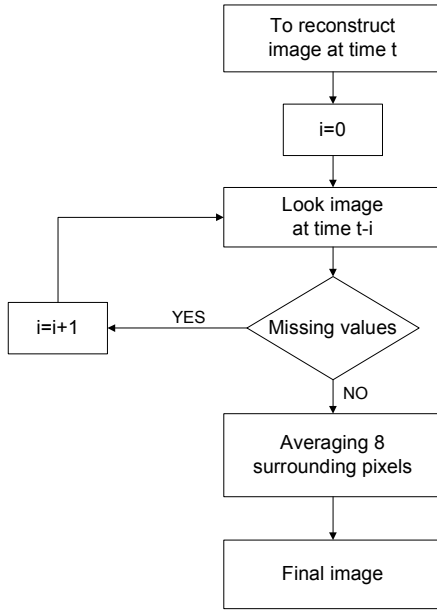 To reconstruct
image at time t
i=0
Look image
at time t-i
YES
i=i+1
Missing values
NO
Averaging 8
surrounding pixels
Final image